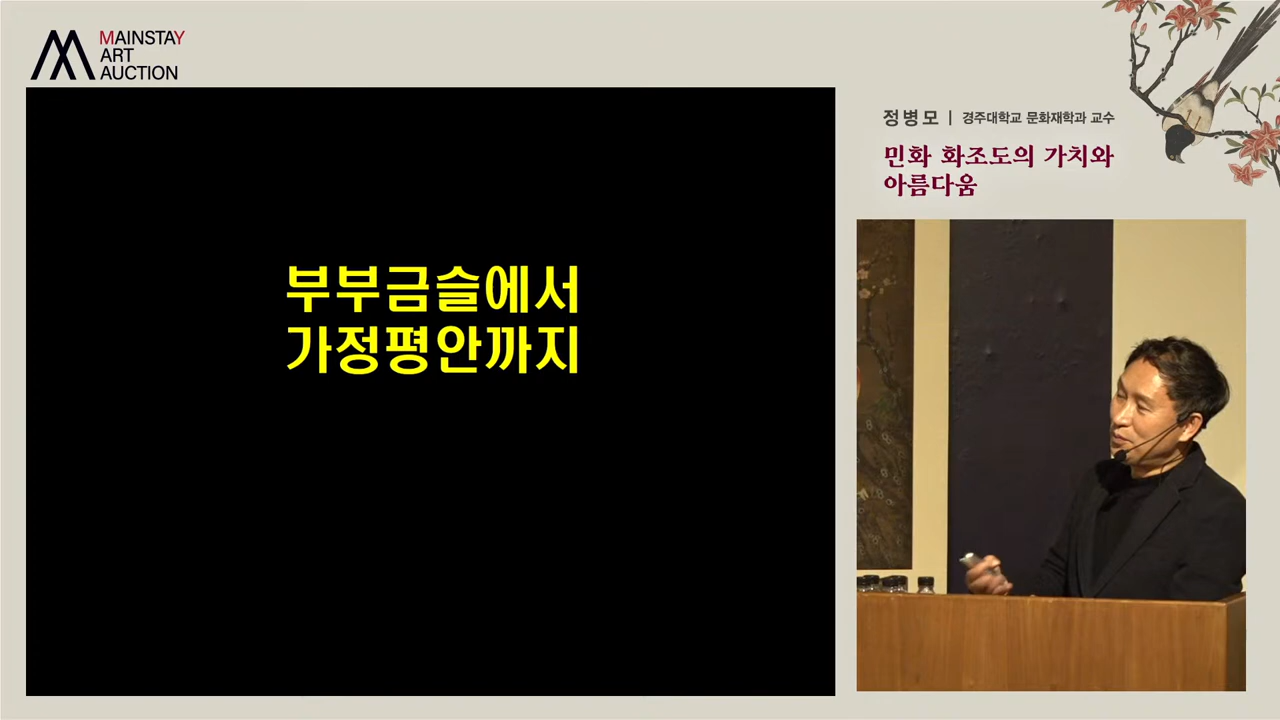 MAINSTAY
ART
AUCTION
정병모 | 경주대학교 문화재학과 교수
민화 화조도의 가치와
아름다움
부부금슬에서
가정평안까지